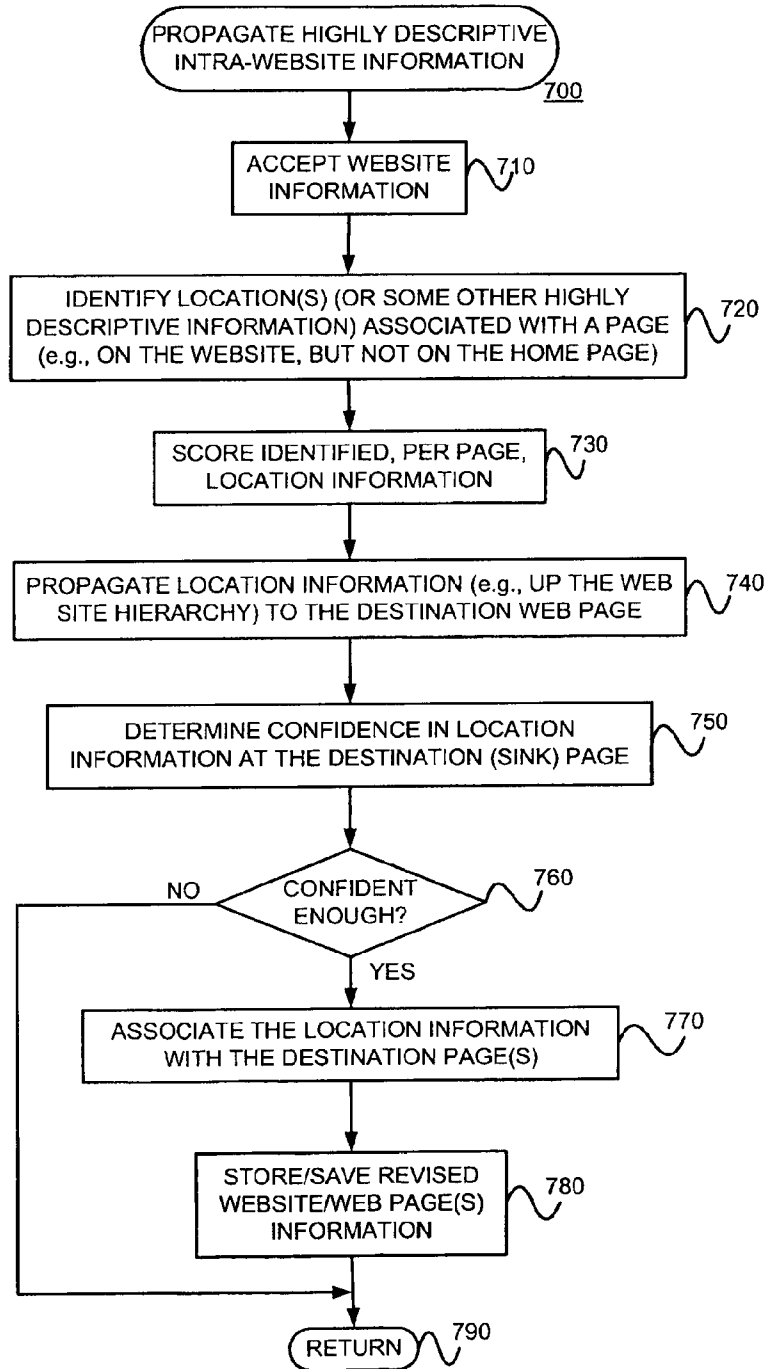 PROPAGATE HIGHLY DESCRIPTIVE
INTRA-WEBSITE INFORMATION
700
ACCEPT WEBSITE
INFORMATION
710
IDENTIFY LOCATION(S) (OR SOME OTHER HIGHLY
DESCRIPTIVE INFORMATION) ASSOCIATED WITH A PAGE
(e.g., ON THE WEBSITE, BUT NOT ON THE HOME PAGE)
720
SCORE IDENTIFIED, PER PAGE,
LOCATION INFORMATION
730
PROPAGATE LOCATION INFORMATION (e.g., UP THE WEB
SITE HIERARCHY) TO THE DESTINATION WEB PAGE
740
DETERMINE CONFIDENCE IN LOCATION
INFORMATION AT THE DESTINATION (SINK) PAGE
750
CONFIDENT
ENOUGH?
760
NO
YES
ASSOCIATE THE LOCATION INFORMATION
WITH THE DESTINATION PAGE(S)
770
STORE/SAVE REVISED
WEBSITE/WEB PAGE(S)
INFORMATION
780
RETURN
790